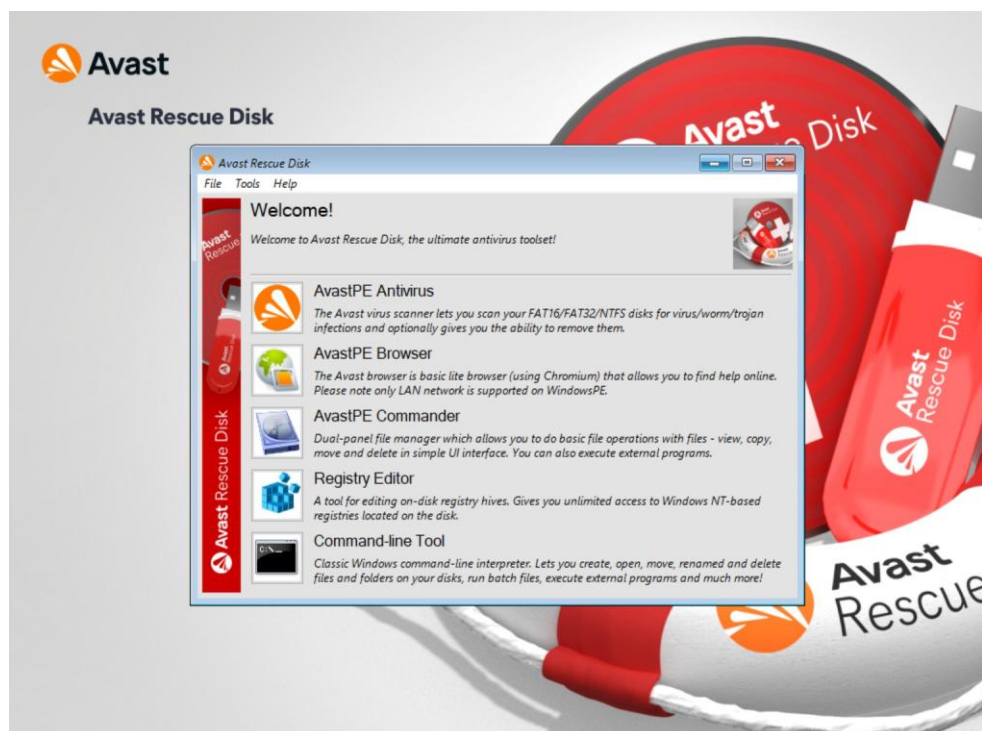 Avast
Avast Rescue Disk
Avast
Rescue Disk
Avast Rescue Disk
File Tools Help
Welcome!
Welcome to Avast Rescue Disk, the ultimate antivirus toolset!
AvastPE Antivirus
The Avast virus scanner lets you scan your FAT16/FAT32/NTFS disks for virus/worm/trojan
infections and optionally gives you the ability to remove them.
AvastPE Browser
The Avast browser is basic lite browser (using Chromium) that allows you to find help online.
Please note only LAN network is supported on WindowsPE.
AvastPE Commander
Dual-panel file manager which allows you to do basic file operations with files - view, copy,
move and delete in simple UI interface. You can also execute external programs.
Registry Editor
A tool for editing on-disk registry hives. Gives you unlimited access to Windows NT-based
registries located on the disk.
Command-line Tool
Classic Windows command-line interpreter. Lets you create, open, move, renamed and delete
files and folders on your disks, run batch files, execute external programs and much more!
Avast
Rescue
Avast Rescue Disk
C:\_
Avast
Rescue Disk
Avast
Rescue